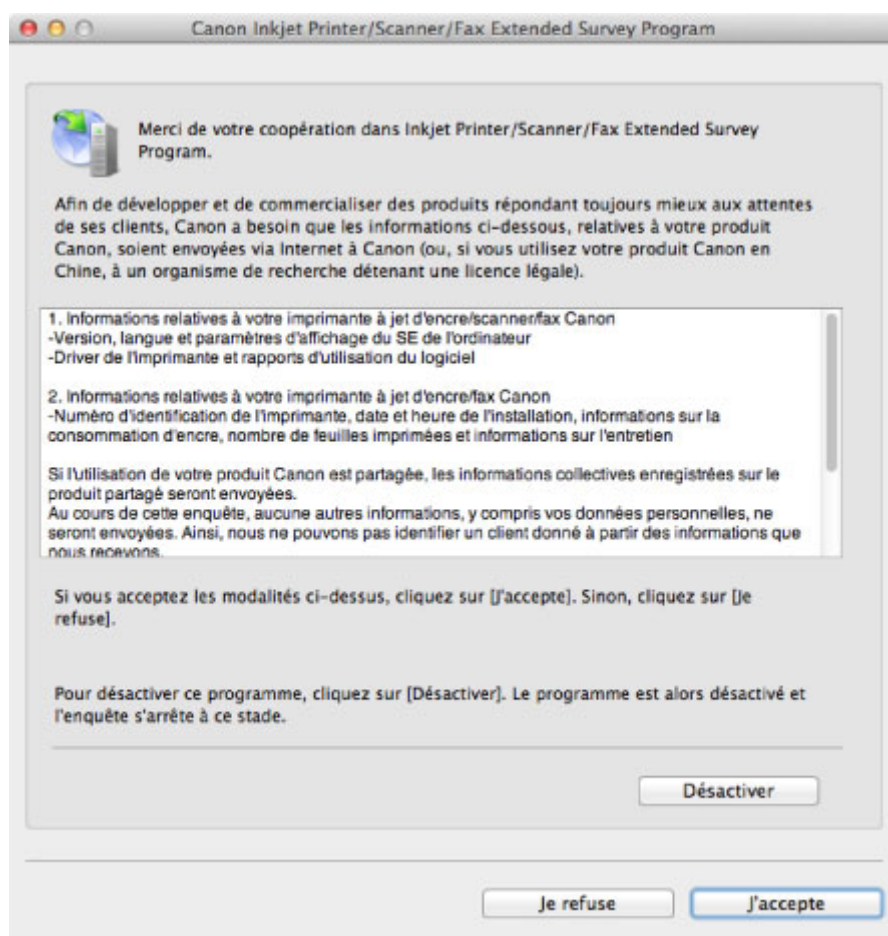 Canon Inkjet Printer/Scanner/Fax Extended Survey Program
Merci de votre coopération dans Inkjet Printer/Scanner/Fax Extended Survey
Program.
Afin de développer et de commercialiser des produits répondant toujours mieux aux attentes
de ses clients, Canon a besoin que les informations ci-dessous, relatives à votre produit
Canon, soient envoyées via Internet à Canon (ou, si vous utilisez votre produit Canon en
Chine, à un organisme de recherche détenant une licence légale).
1. Informations relatives à votre imprimante à jet d'encre/scanner/fax Canon
-Version, langue et paramètres d'affichage du SE de l'ordinateur
-Driver de l'imprimante et rapports d'utilisation du logiciel
2. Informations relatives à votre imprimante à jet d'encre/fax Canon
-Numéro d'identification de l'imprimante, date et heure de l'installation, informations sur la
consommation d'encre, nombre de feuilles imprimées et informations sur l'entretien
Si l'utilisation de votre produit Canon est partagée, les informations collectives enregistrées sur le
produit partagé seront envoyées.
Au cours de cette enquête, aucune autres informations, y compris vos données personnelles, ne
seront envoyées. Ainsi, nous ne pouvons pas identifier un client donné à partir des informations que
nous recevons.
Si vous acceptez les modalités ci-dessus, cliquez sur [J'accepte]. Sinon, cliquez sur [Je
refuse].
Pour désactiver ce programme, cliquez sur [Désactiver]. Le programme est alors désactivé et
l'enquête s'arrête à ce stade.
Désactiver
Je refuse
J'accepte